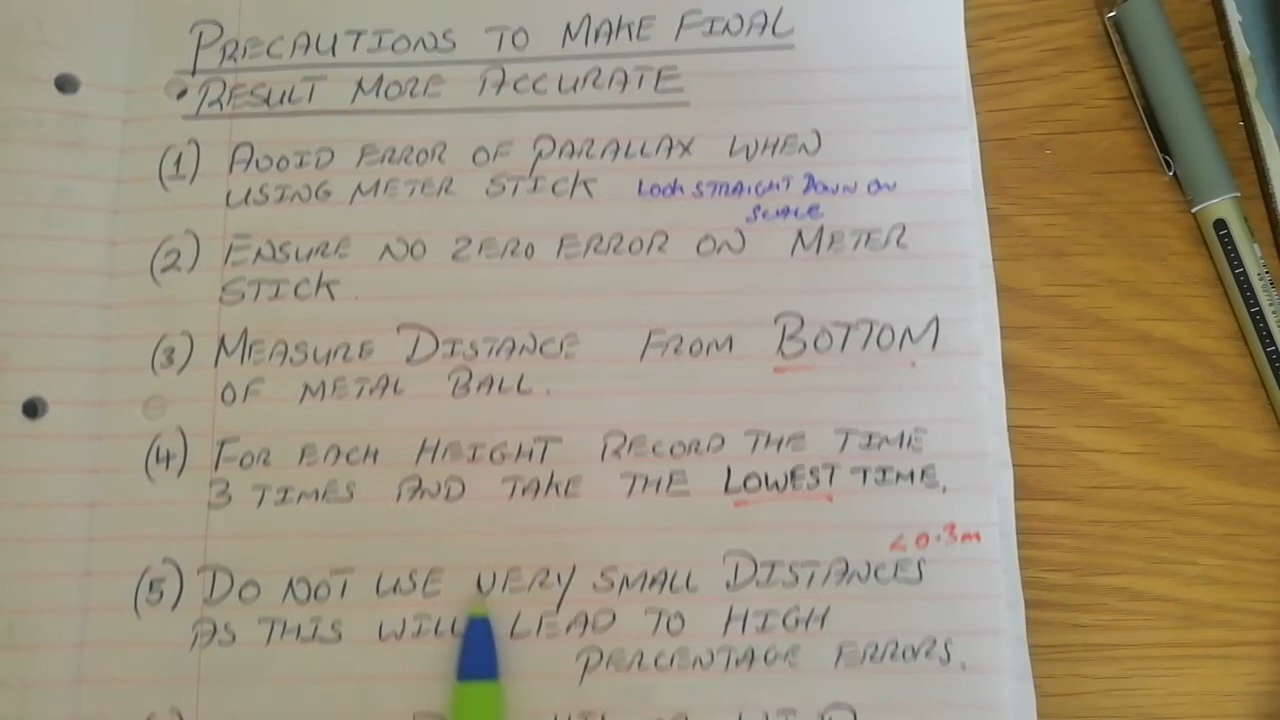 PRECAUTIONS TO MAKE FINAL
• RESULT MORE ACCURATE
(1) AVOID ERROR OF PARALLAX WHEN
USING METER STICK LOOK STRAIGHT DOWN ON
SCALE
(2) ENSURE NO ZERO ERROR ON METER
STICK.
(3) MEASURE DISTANCE FROM BOTTOM
OF METAL BALL.
(4) FOR EACH HEIGHT RECORD THE TIME
3 TIMES AND TAKE THE LOWEST TIME.
<0.3m
(5) DO NOT USE VERY SMALL DISTANCES
AS THIS WILL LEAD TO HIGH
PERCENTAGE ERRORS.